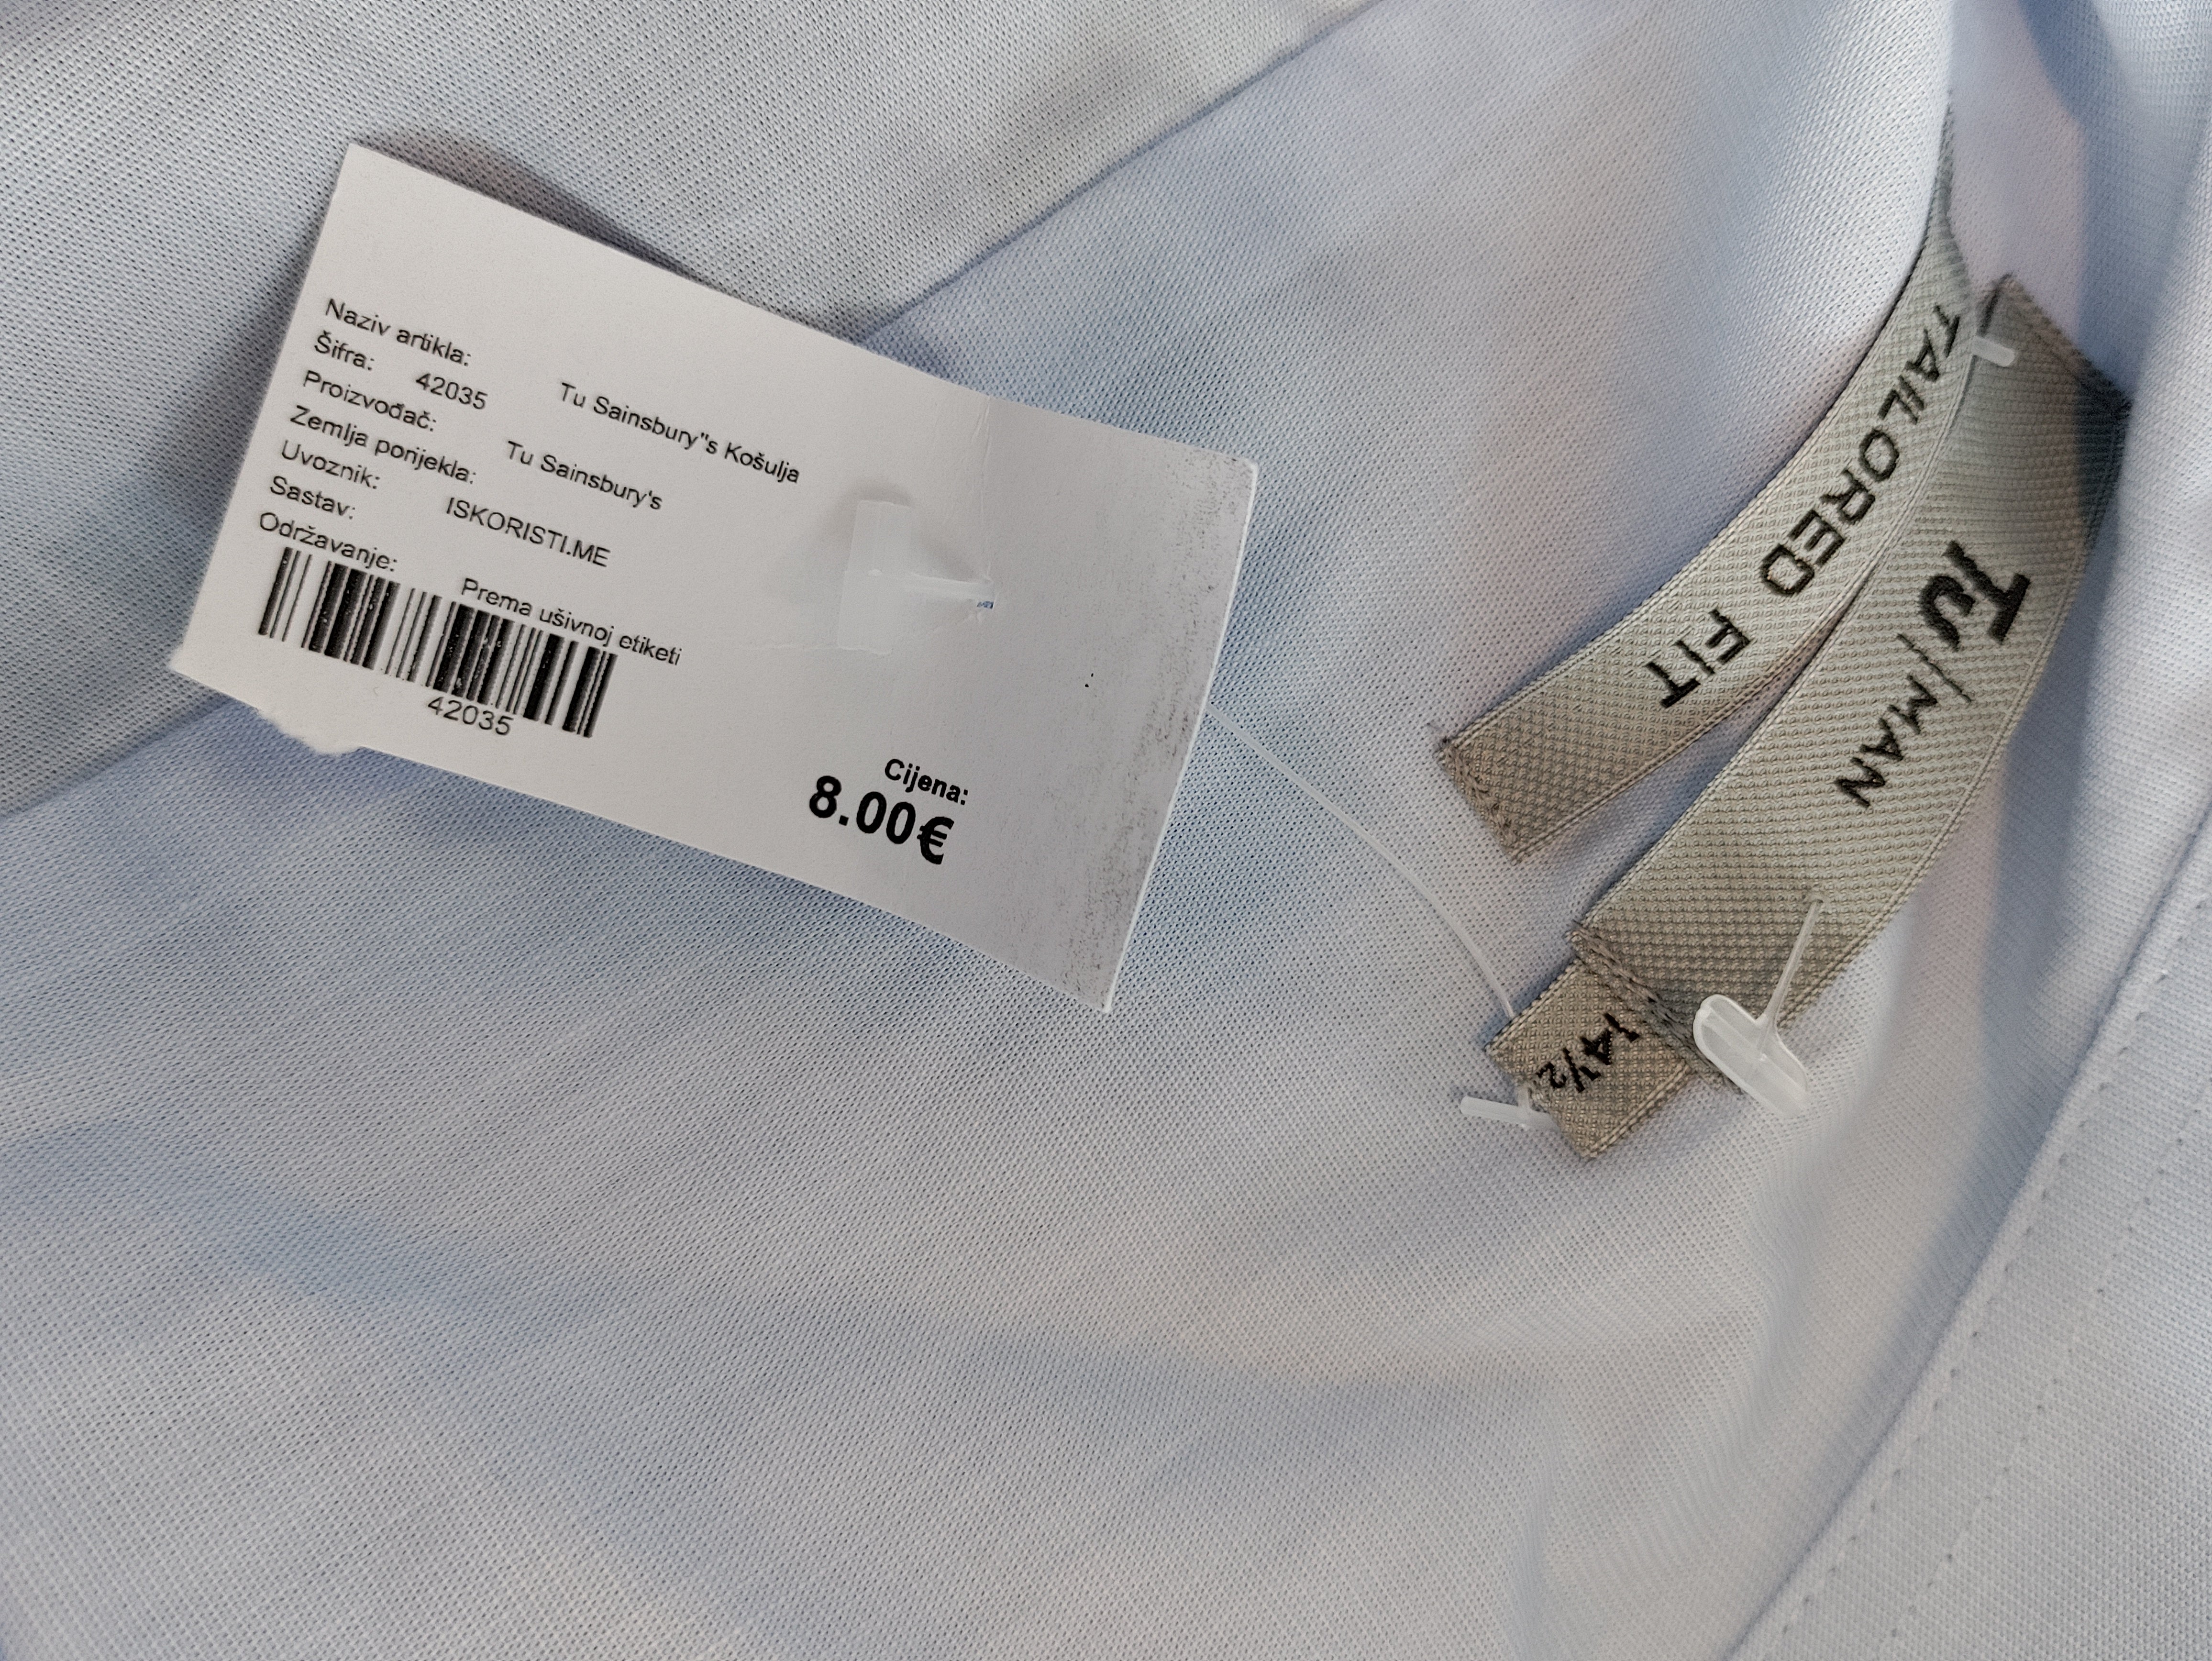 Naziv artikla: Tu Sainsbury"s Košulja
Šifra: 42035
Proizvođač: Tu Sainsbury's
Zemlja porijekla:
Uvoznik: ISKORISTI.ME
Sastav:
Održavanje: Prema ušivnoj etiketi
42035
Cijena:
8.00€
TAILORED FIT
Tu/MAN
14½